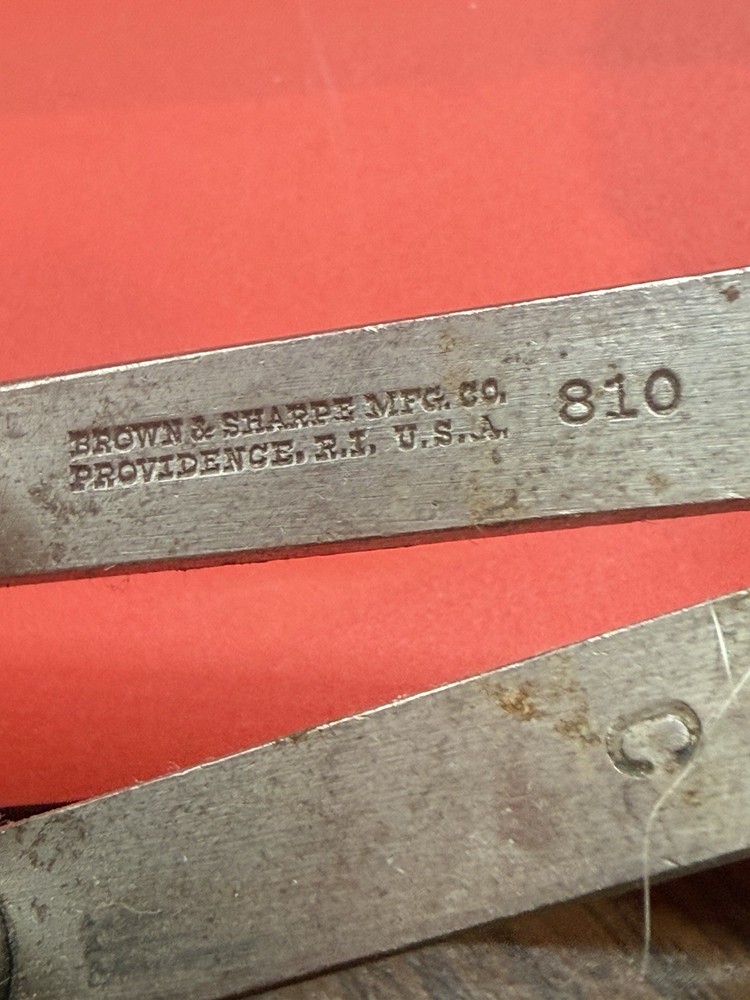 BROWN & SHARPE MFG. CO.
PROVIDENCE, R.I. U.S.A.
810
C